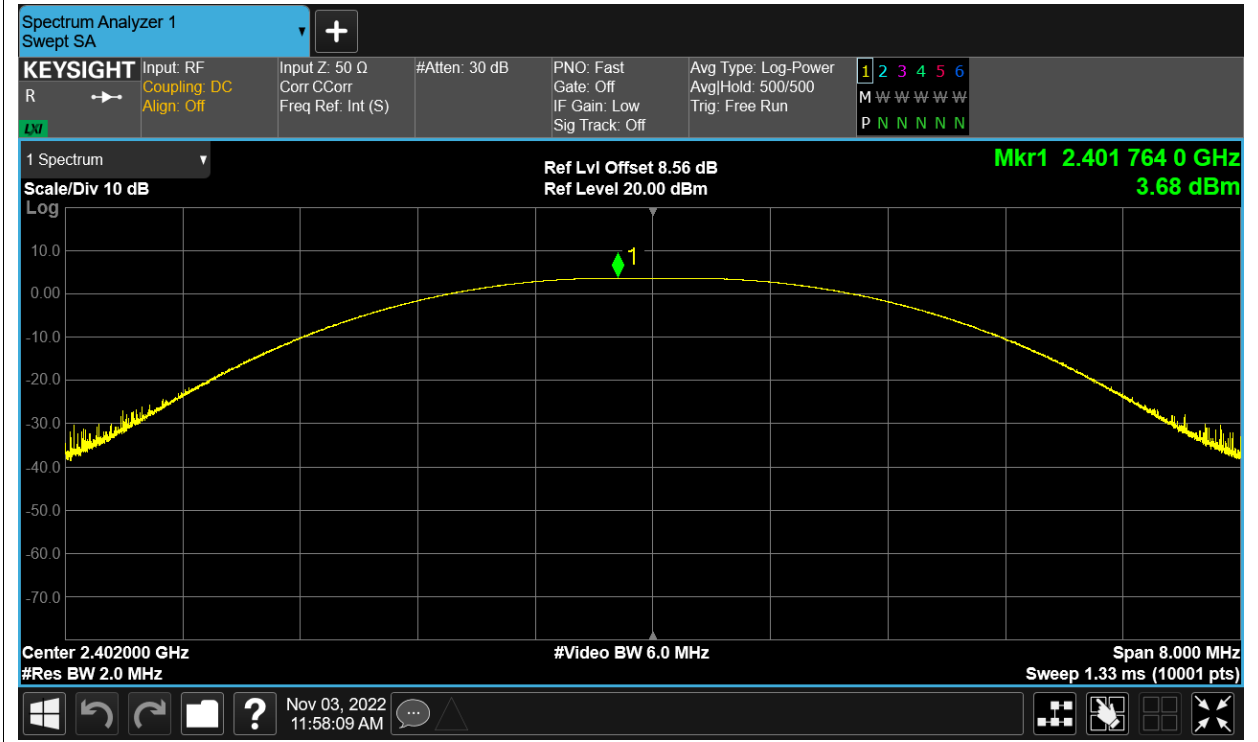 Spectrum Analyzer 1
Swept SA
+
KEYSIGHT
R
LXI
Input: RF
Coupling: DC
Align: Off
Input Z: 50 Ω
Corr CCorr
Freq Ref: Int (S)
#Atten: 30 dB
PNO: Fast
Gate: Off
IF Gain: Low
Sig Track: Off
Avg Type: Log-Power
Avg|Hold: 500/500
Trig: Free Run
1 2 3 4 5 6
M W W W W W
P N N N N N
1 Spectrum
Scale/Div 10 dB
Log
Ref Lvl Offset 8.56 dB
Ref Level 20.00 dBm
Mkr1 2.401 764 0 GHz
3.68 dBm
1
10.0
0.00
-10.0
-20.0
-30.0
-40.0
-50.0
-60.0
-70.0
Center 2.402000 GHz
#Res BW 2.0 MHz
#Video BW 6.0 MHz
Span 8.000 MHz
Sweep 1.33 ms (10001 pts)
?
Nov 03, 2022
11:58:09 AM